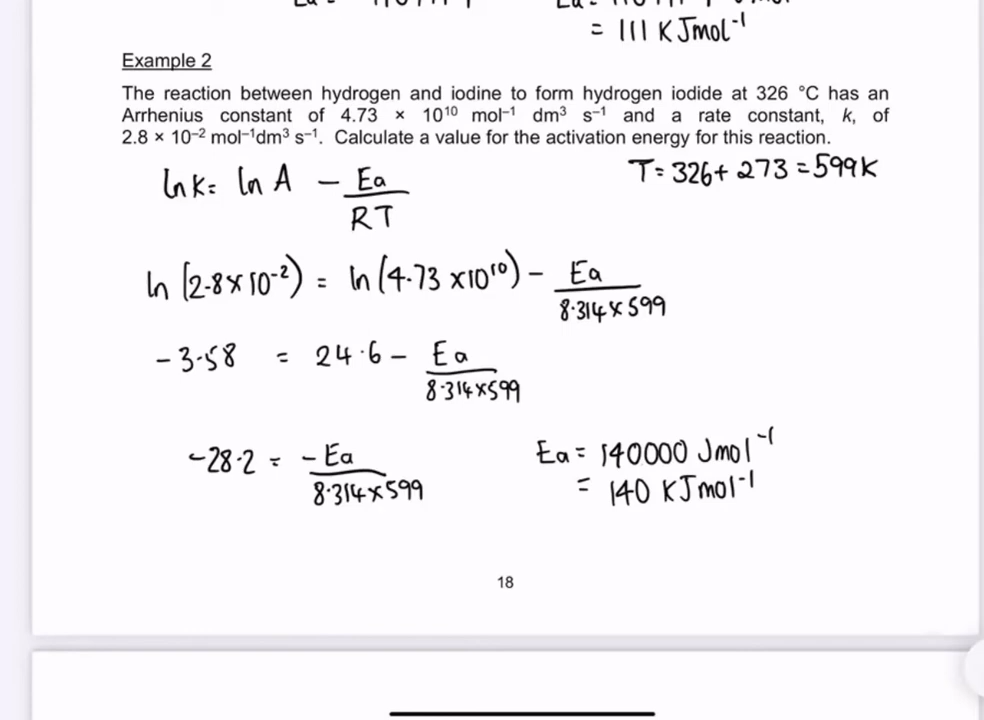 = 111 KJmol⁻¹
Example 2
The reaction between hydrogen and iodine to form hydrogen iodide at 326 °C has an
Arrhenius constant of 4.73 × 10¹⁰ mol⁻¹ dm³ s⁻¹ and a rate constant, k, of
2.8 × 10⁻² mol⁻¹dm³ s⁻¹. Calculate a value for the activation energy for this reaction.
T = 326 + 273 = 599K
ln K = ln A − Ea
RT
ln (2.8 × 10⁻²) = ln (4.73 × 10¹⁰) − Ea
8.314 × 599
-3.58 = 24.6 − Ea
8.314 × 599
-28.2 = -Ea
8.314 × 599
Ea = 140000 Jmol⁻¹
= 140 KJmol⁻¹
18